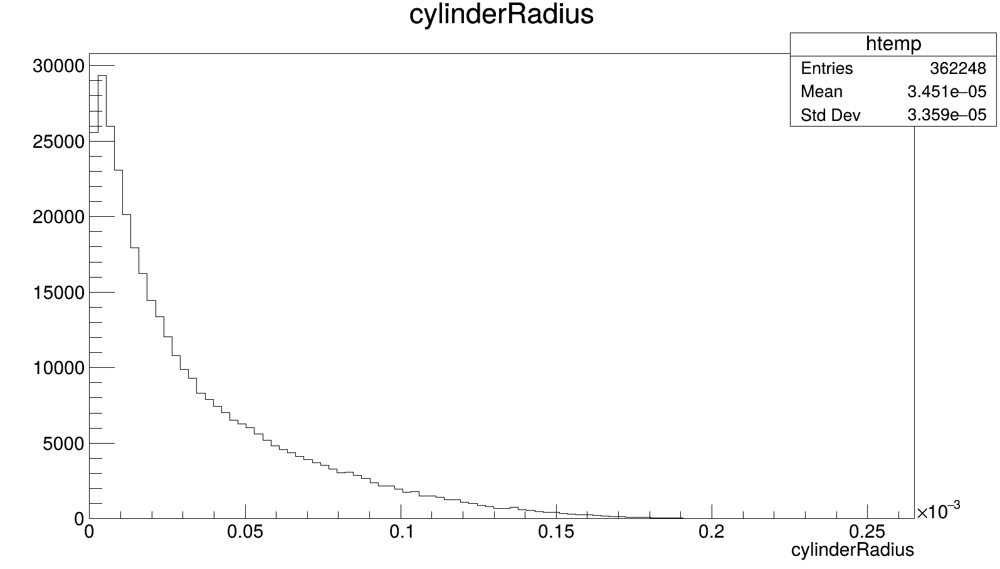 cylinderRadius
htemp
Entries 362248
Mean 3.451e−05
Std Dev 3.359e−05
30000
25000
20000
15000
10000
5000
0
0 0.05 0.1 0.15 0.2 0.25
×10−3
cylinderRadius